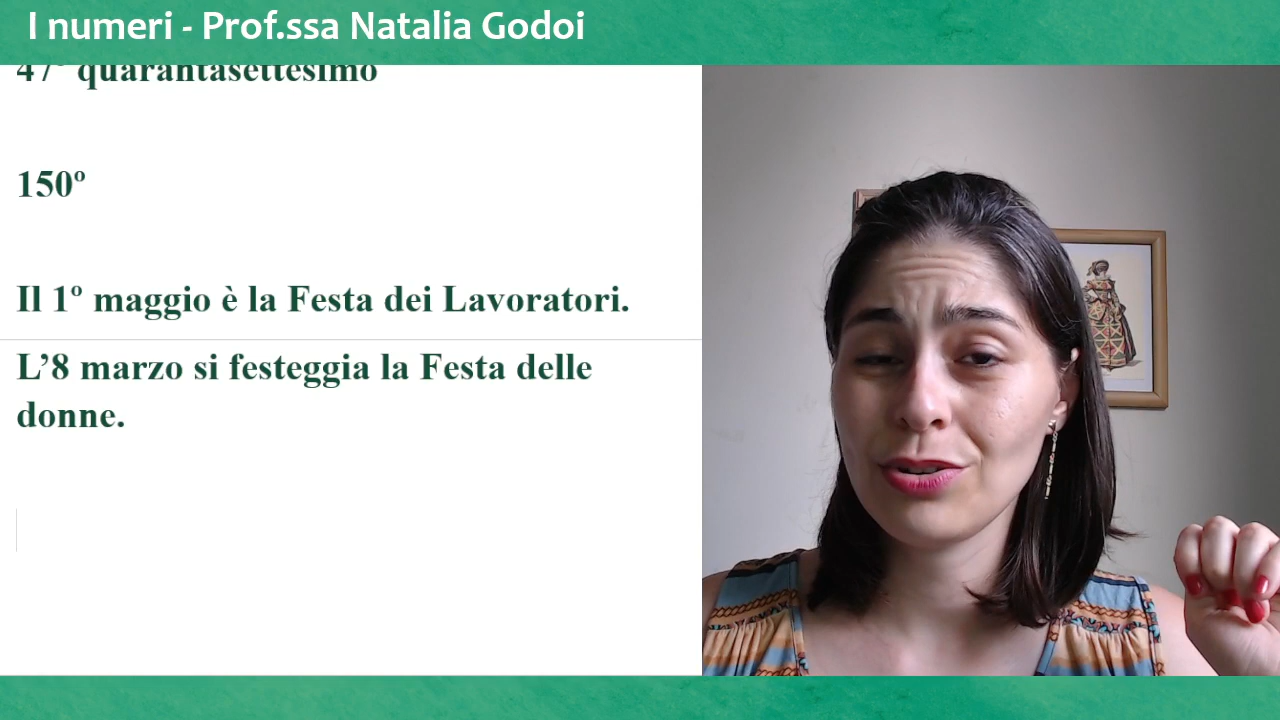 I numeri - Prof.ssa Natalia Godoi
47º quarantasettesimo
150º
Il 1º maggio è la Festa dei Lavoratori.
L’8 marzo si festeggia la Festa delle
donne.